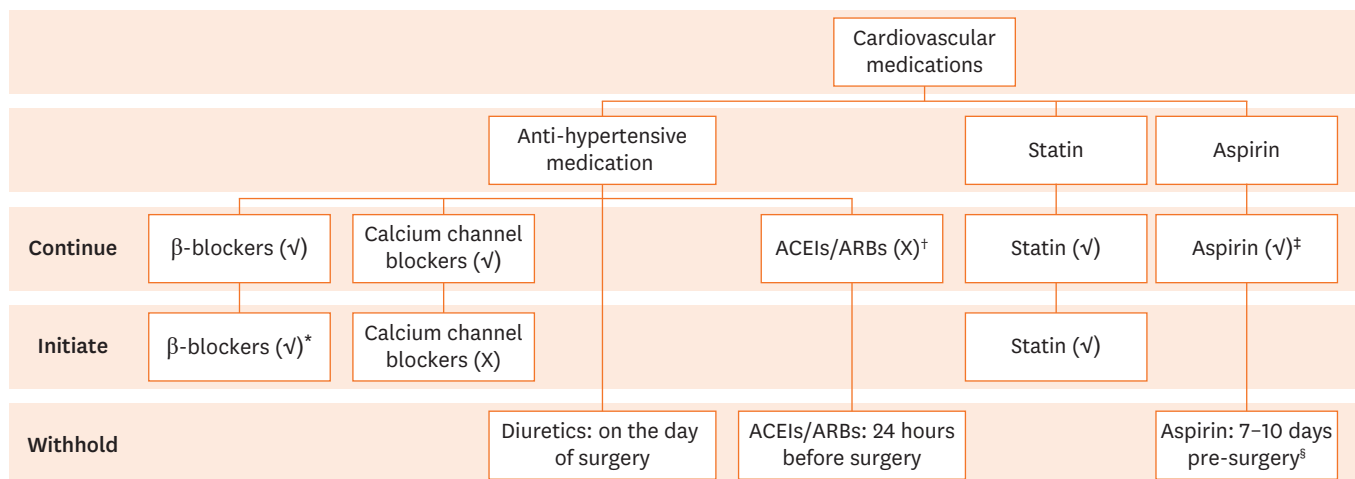 Cardiovascular
medications
Anti-hypertensive
medication
Statin
Aspirin
Continue
β-blockers (√)
Calcium channel
blockers (√)
ACEIs/ARBs (X)†
Statin (√)
Aspirin (√)‡
Initiate
β-blockers (√)*
Calcium channel
blockers (X)
Statin (√)
Withhold
Diuretics: on the day
of surgery
ACEIs/ARBs: 24 hours
before surgery
Aspirin: 7–10 days
pre-surgery§